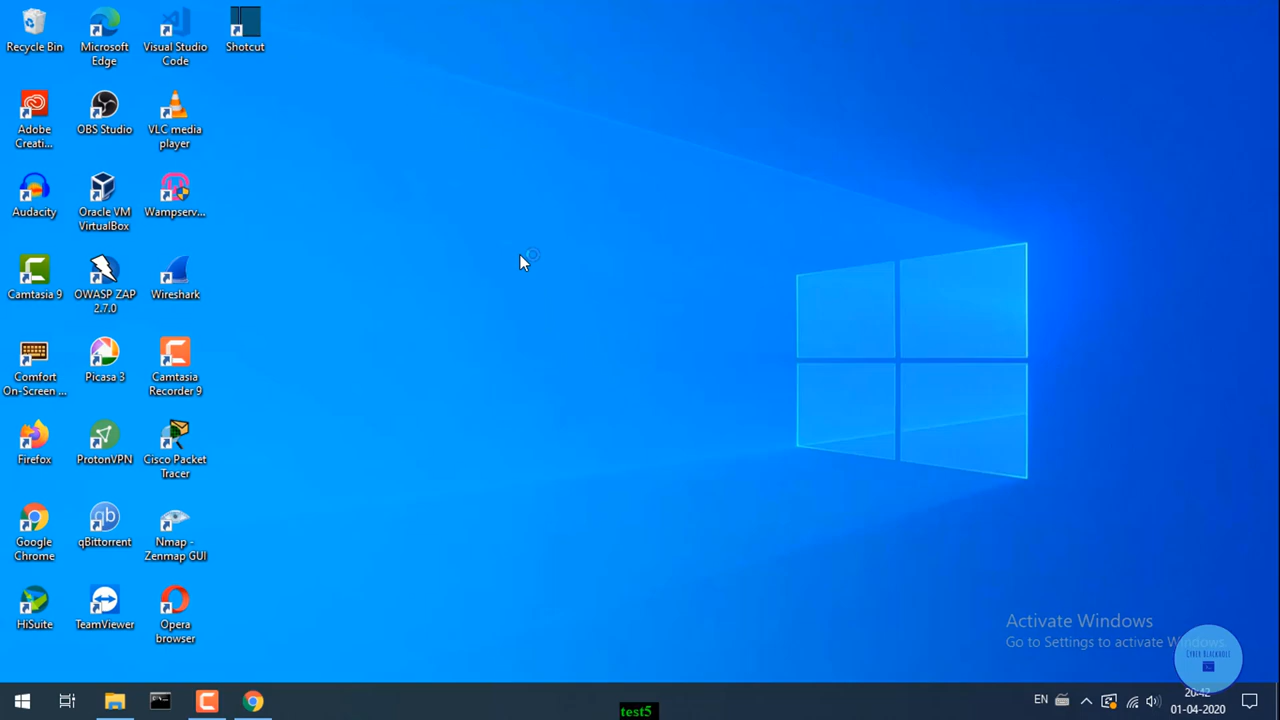 Recycle Bin
Microsoft
Edge
Visual Studio
Code
Shotcut
Adobe
Creati...
OBS Studio
VLC media
player
Audacity
Oracle VM
VirtualBox
Wampserv...
Camtasia 9
OWASP ZAP
2.7.0
Wireshark
Comfort
On-Screen ...
Picasa 3
Camtasia
Recorder 9
Firefox
ProtonVPN
Cisco Packet
Tracer
Google
Chrome
qBittorrent
Nmap -
Zenmap GUI
HiSuite
TeamViewer
Opera
browser
Activate Windows
Go to Settings to activate Windows.
CYBER BLACKHOLE
EN
20:42
01-04-2020
test5